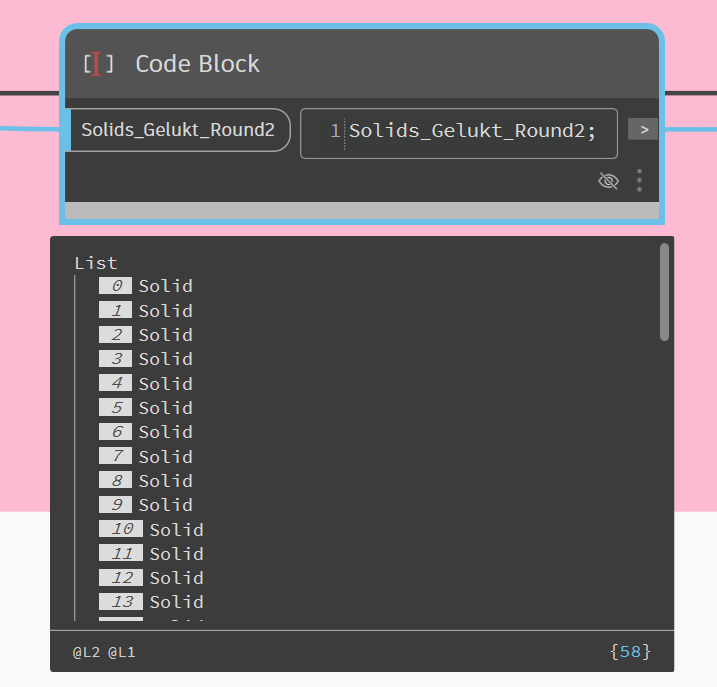 [I] Code Block
Solids_Gelukt_Round2
1 Solids_Gelukt_Round2;
>
List
0 Solid
1 Solid
2 Solid
3 Solid
4 Solid
5 Solid
6 Solid
7 Solid
8 Solid
9 Solid
10 Solid
11 Solid
12 Solid
13 Solid
@L2 @L1
{58}